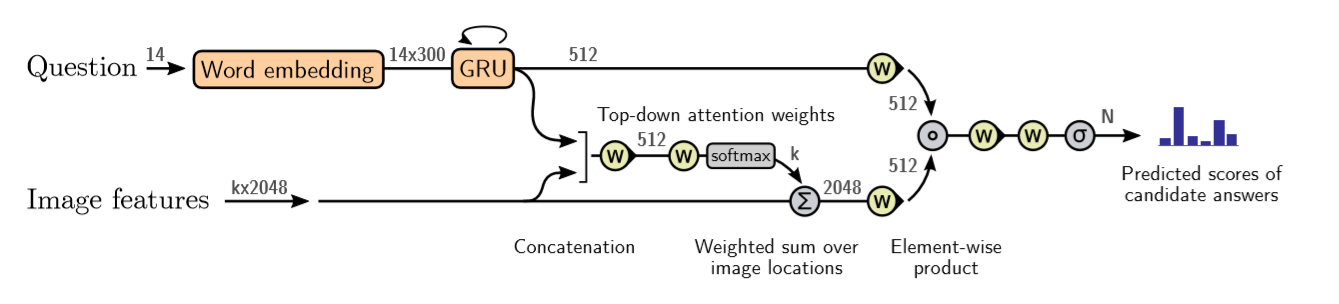 Question
14
Word embedding
14x300
GRU
512
w
512
Top-down attention weights
w
512
w
softmax
k
Image features
kx2048
Σ
2048
w
512
w
w
σ
N
Predicted scores of
candidate answers
Concatenation
Weighted sum over
image locations
Element-wise
product